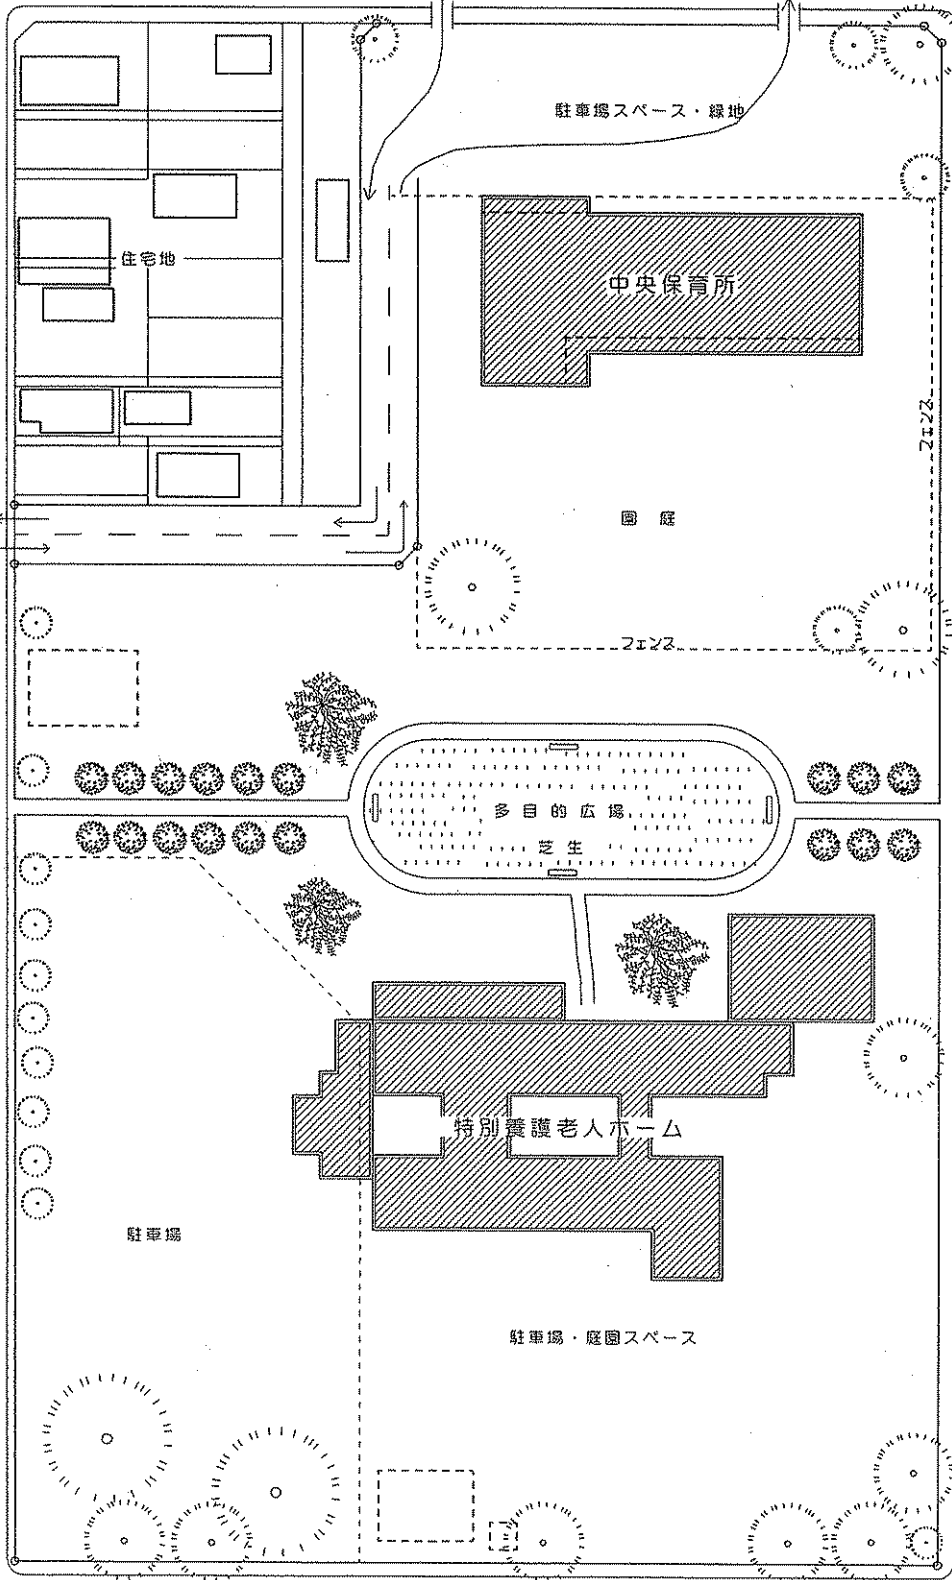 駐車場スペース・緑地
住宅地
中央保育所
フェンス
園 庭
フェンス
多目的広場
芝生
特別養護老人ホーム
駐車場
駐車場・庭園スペース